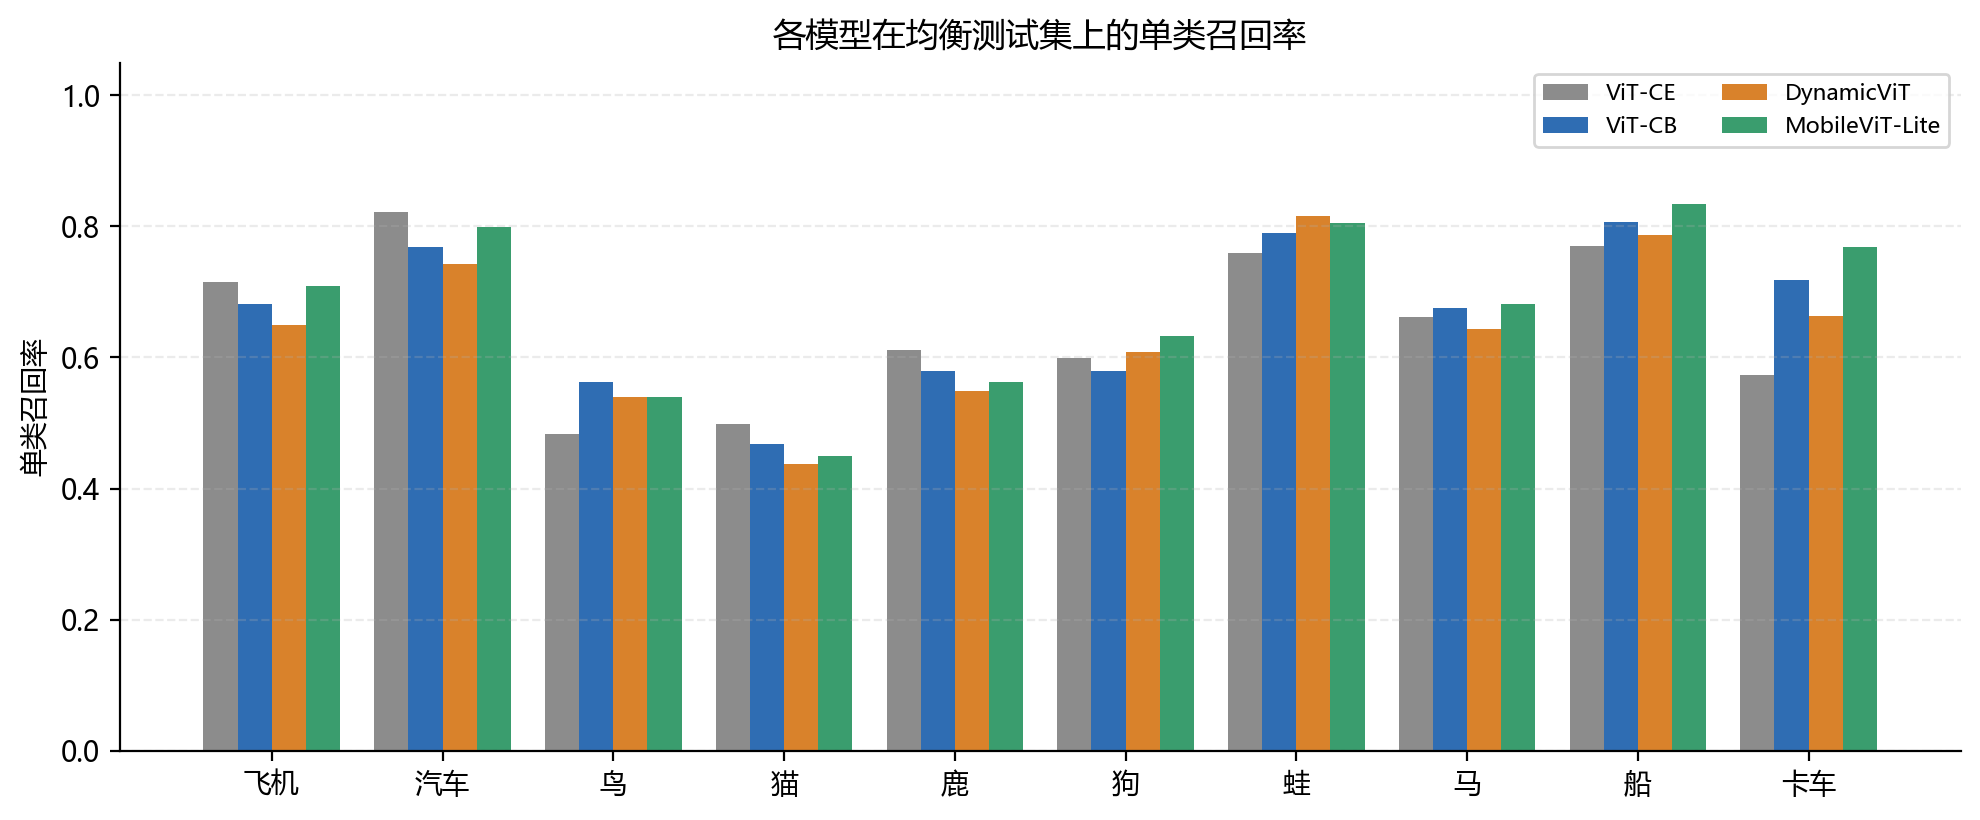 各模型在均衡测试集上的单类召回率
ViT-CE
DynamicViT
ViT-CB
MobileViT-Lite
单类召回率
1.0
0.8
0.6
0.4
0.2
0.0
飞机
汽车
鸟
猫
鹿
狗
蛙
马
船
卡车